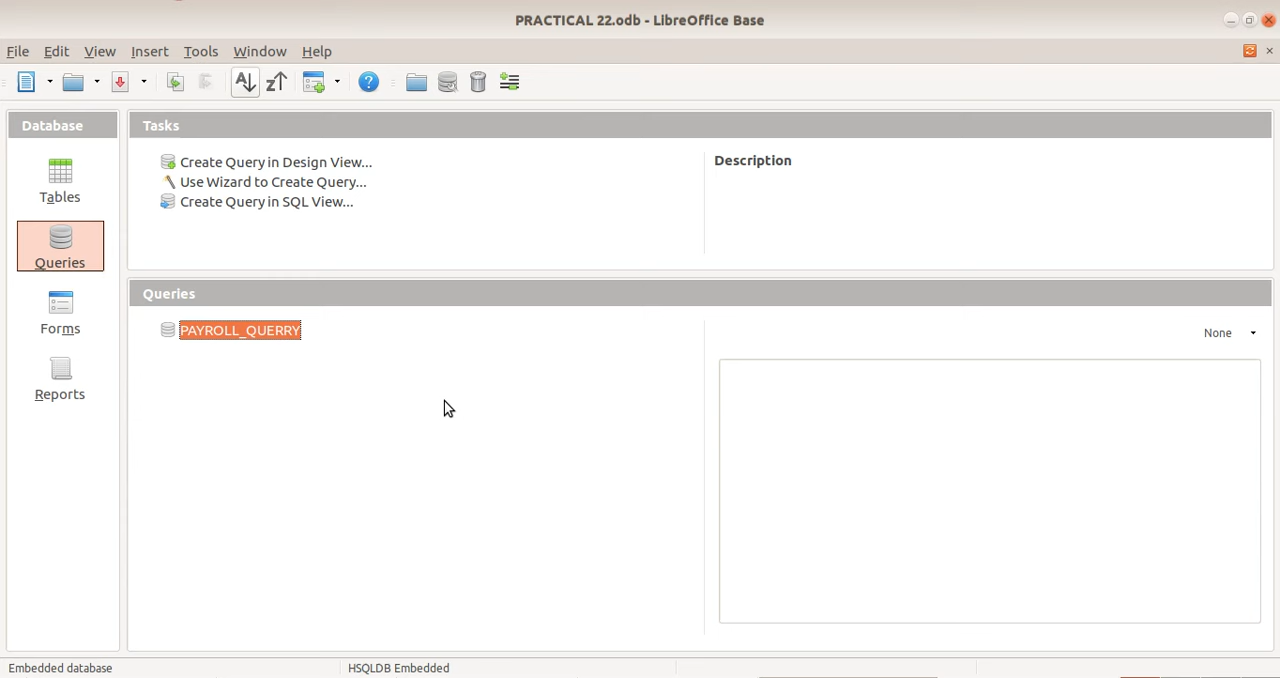 PRACTICAL 22.odb - LibreOffice Base
File Edit View Insert Tools Window Help
Database
Tables
Queries
Forms
Reports
Tasks
Create Query in Design View...
Use Wizard to Create Query...
Create Query in SQL View...
Description
Queries
PAYROLL_QUERRY
None
Embedded database
HSQLDB Embedded